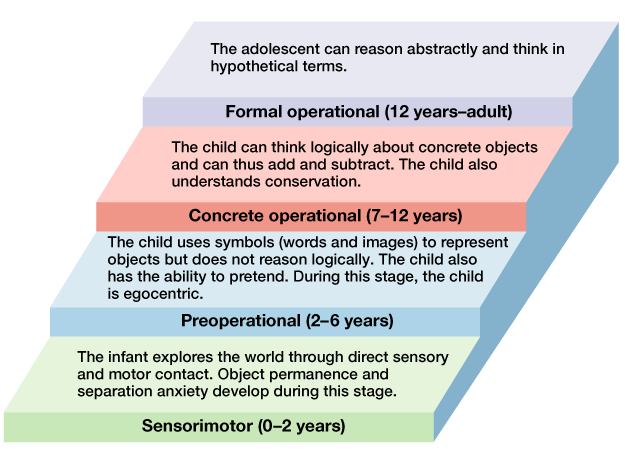 The adolescent can reason abstractly and think in
hypothetical terms.
Formal operational (12 years–adult)
The child can think logically about concrete objects
and can thus add and subtract. The child also
understands conservation.
Concrete operational (7–12 years)
The child uses symbols (words and images) to represent
objects but does not reason logically. The child also
has the ability to pretend. During this stage, the child
is egocentric.
Preoperational (2–6 years)
The infant explores the world through direct sensory
and motor contact. Object permanence and
separation anxiety develop during this stage.
Sensorimotor (0–2 years)